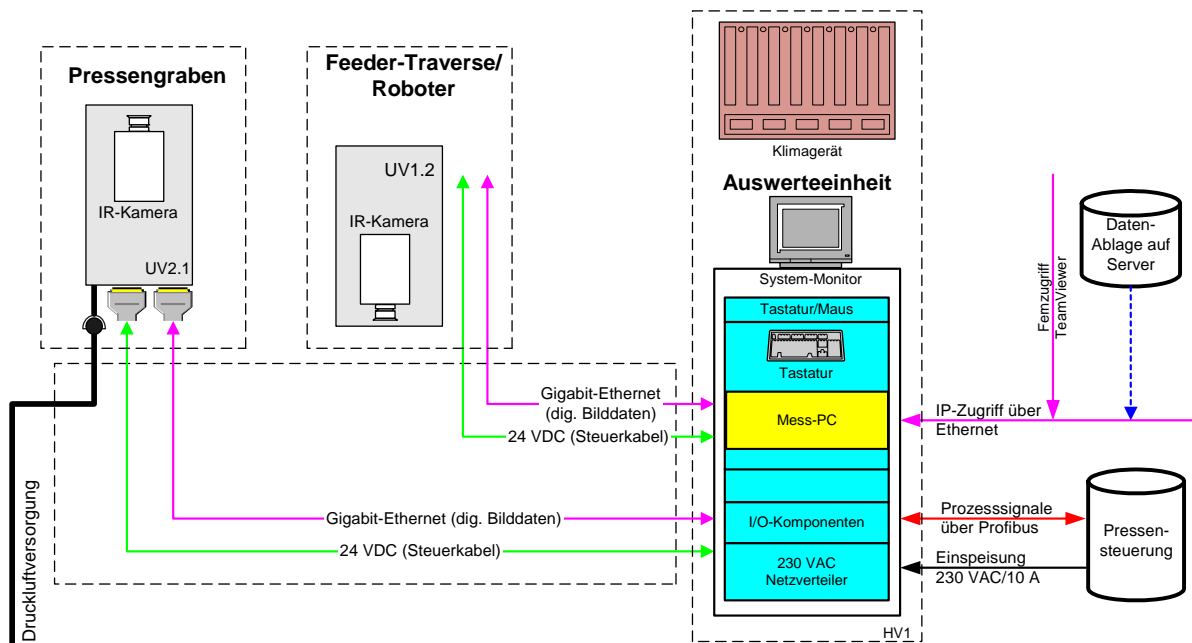 Pressengraben
IR-Kamera
UV2.1
Feeder-Traverse/
Roboter
UV1.2
IR-Kamera
Klimagerät
Auswerteeinheit
System-Monitor
Tastatur/Maus
Tastatur
Mess-PC
I/O-Komponenten
230 VAC
Netzverteiler
HV1
Gigabit-Ethernet
(dig. Bilddaten)
24 VDC (Steuerkabel)
Gigabit-Ethernet (dig. Bilddaten)
24 VDC (Steuerkabel)
Druckluftversorgung
Fernzugriff
TeamViewer
Daten-
Ablage auf
Server
IP-Zugriff über
Ethernet
Prozesssignale
über Profibus
Einspeisung
230 VAC/10 A
Pressen-
steuerung